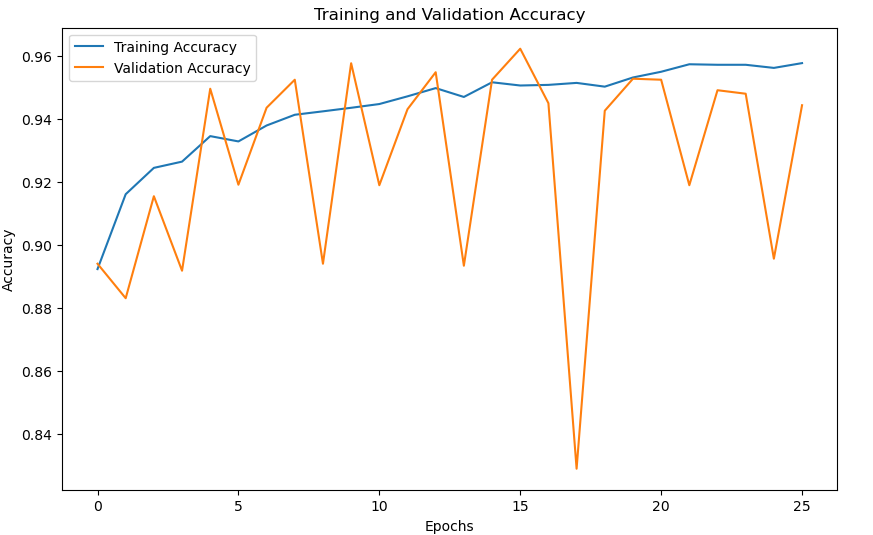 Training and Validation Accuracy
Training Accuracy
Validation Accuracy
0.96
0.94
0.92
0.90
0.88
0.86
0.84
Accuracy
0 5 10 15 20 25
Epochs